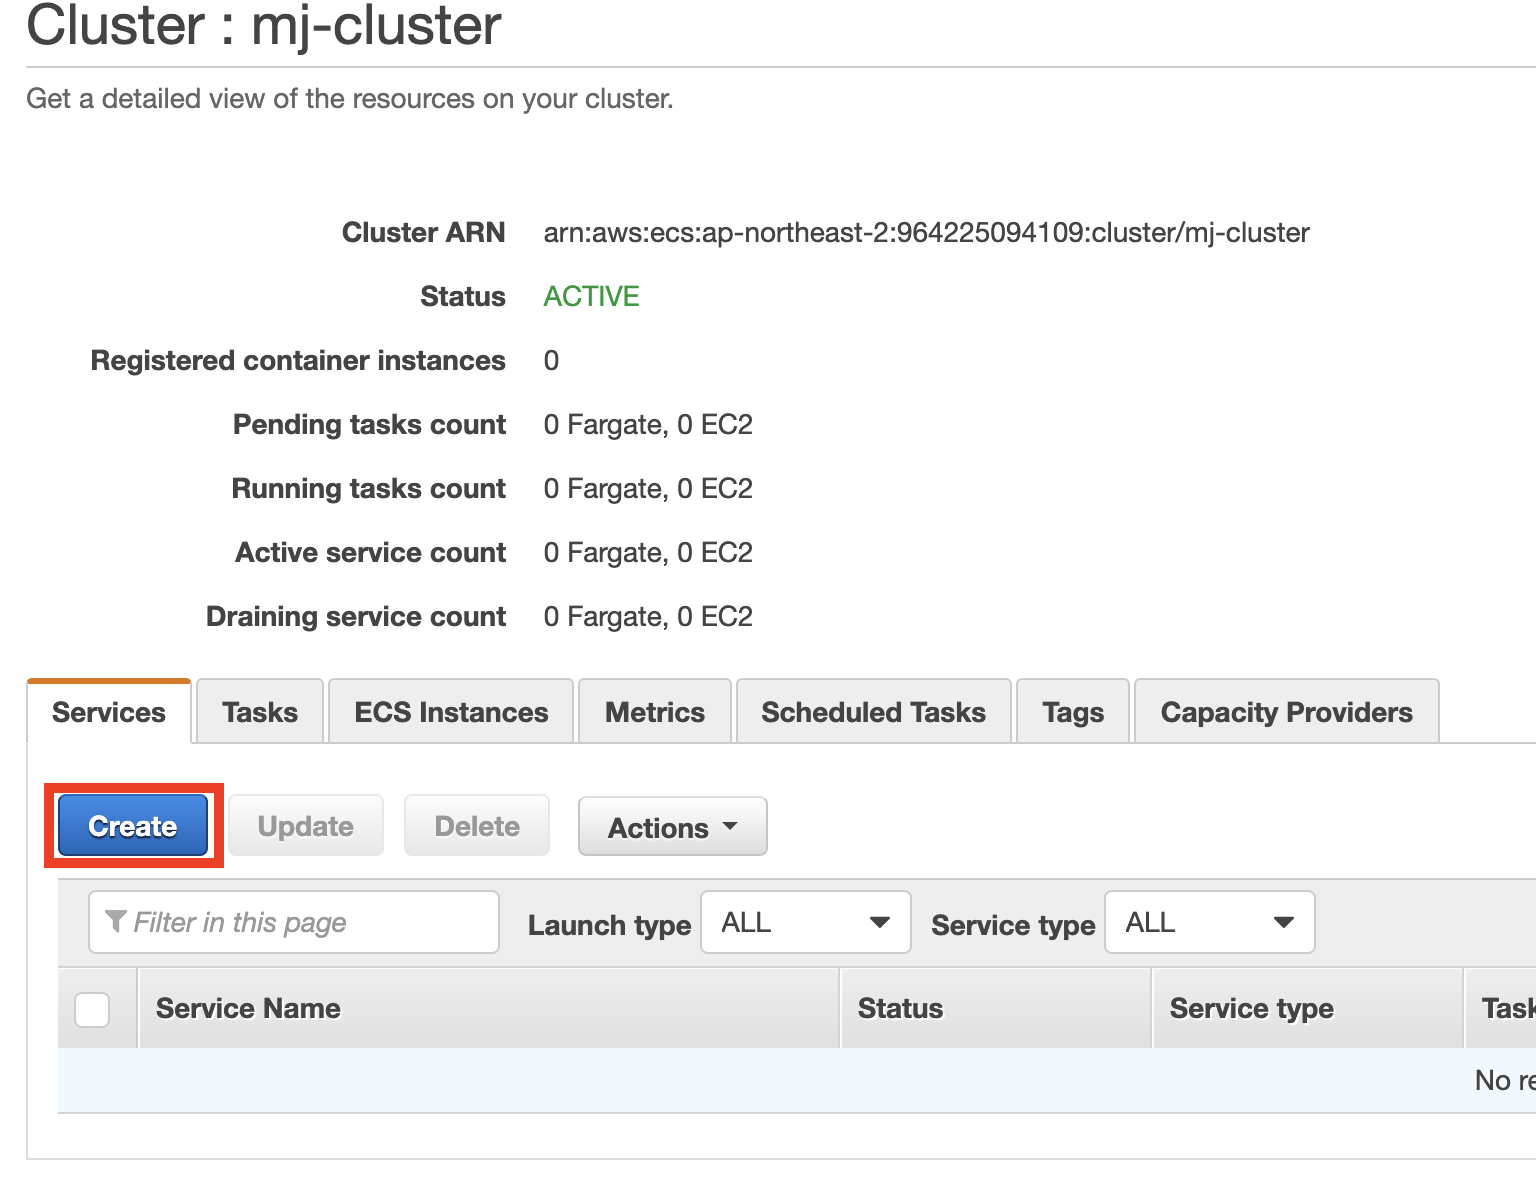 Cluster : mj-cluster
Get a detailed view of the resources on your cluster.
Cluster ARN arn:aws:ecs:ap-northeast-2:964225094109:cluster/mj-cluster
Status ACTIVE
Registered container instances 0
Pending tasks count 0 Fargate, 0 EC2
Running tasks count 0 Fargate, 0 EC2
Active service count 0 Fargate, 0 EC2
Draining service count 0 Fargate, 0 EC2
Services Tasks ECS Instances Metrics Scheduled Tasks Tags Capacity Providers
Create Update Delete Actions
Filter in this page Launch type ALL Service type ALL
Service Name Status Service type
No